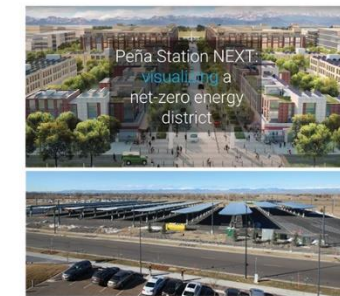 Peña Station NEXT:
visualizing a
net-zero energy
district